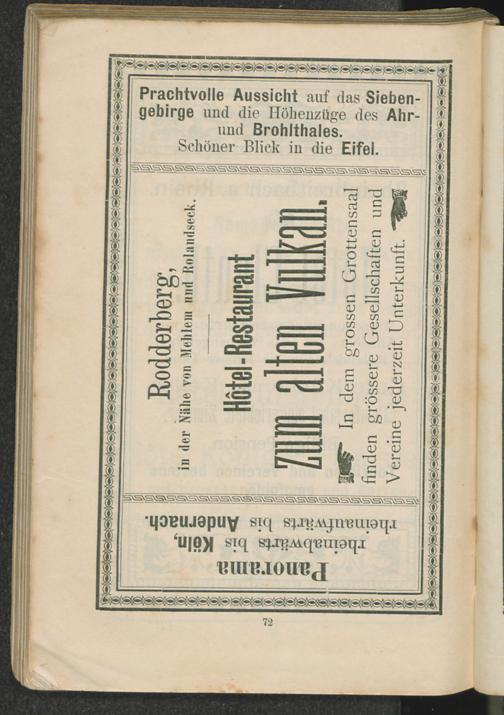 Prachtvolle Aussicht auf das Sieben-
gebirge und die Höhenzüge des Ahr-
und Brohlthales.
Schöner Blick in die Eifel.
Rodderberg,
in der Nähe von Mehlem und Rolandseck.
Hôtel-Restaurant
zum alten Vulkan.
In dem grossen Grottensaal
finden grössere Gesellschaften und
Vereine jederzeit Unterkunft.
Panorama
rheinabwärts bis Köln,
rheinaufwärts bis Andernach.
72